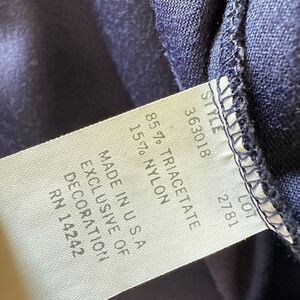 STYLE
363018
LOT
2781
85% TRIACETATE
15% NYLON
MADE IN U S A
EXCLUSIVE OF
DECORATION
RN 14242